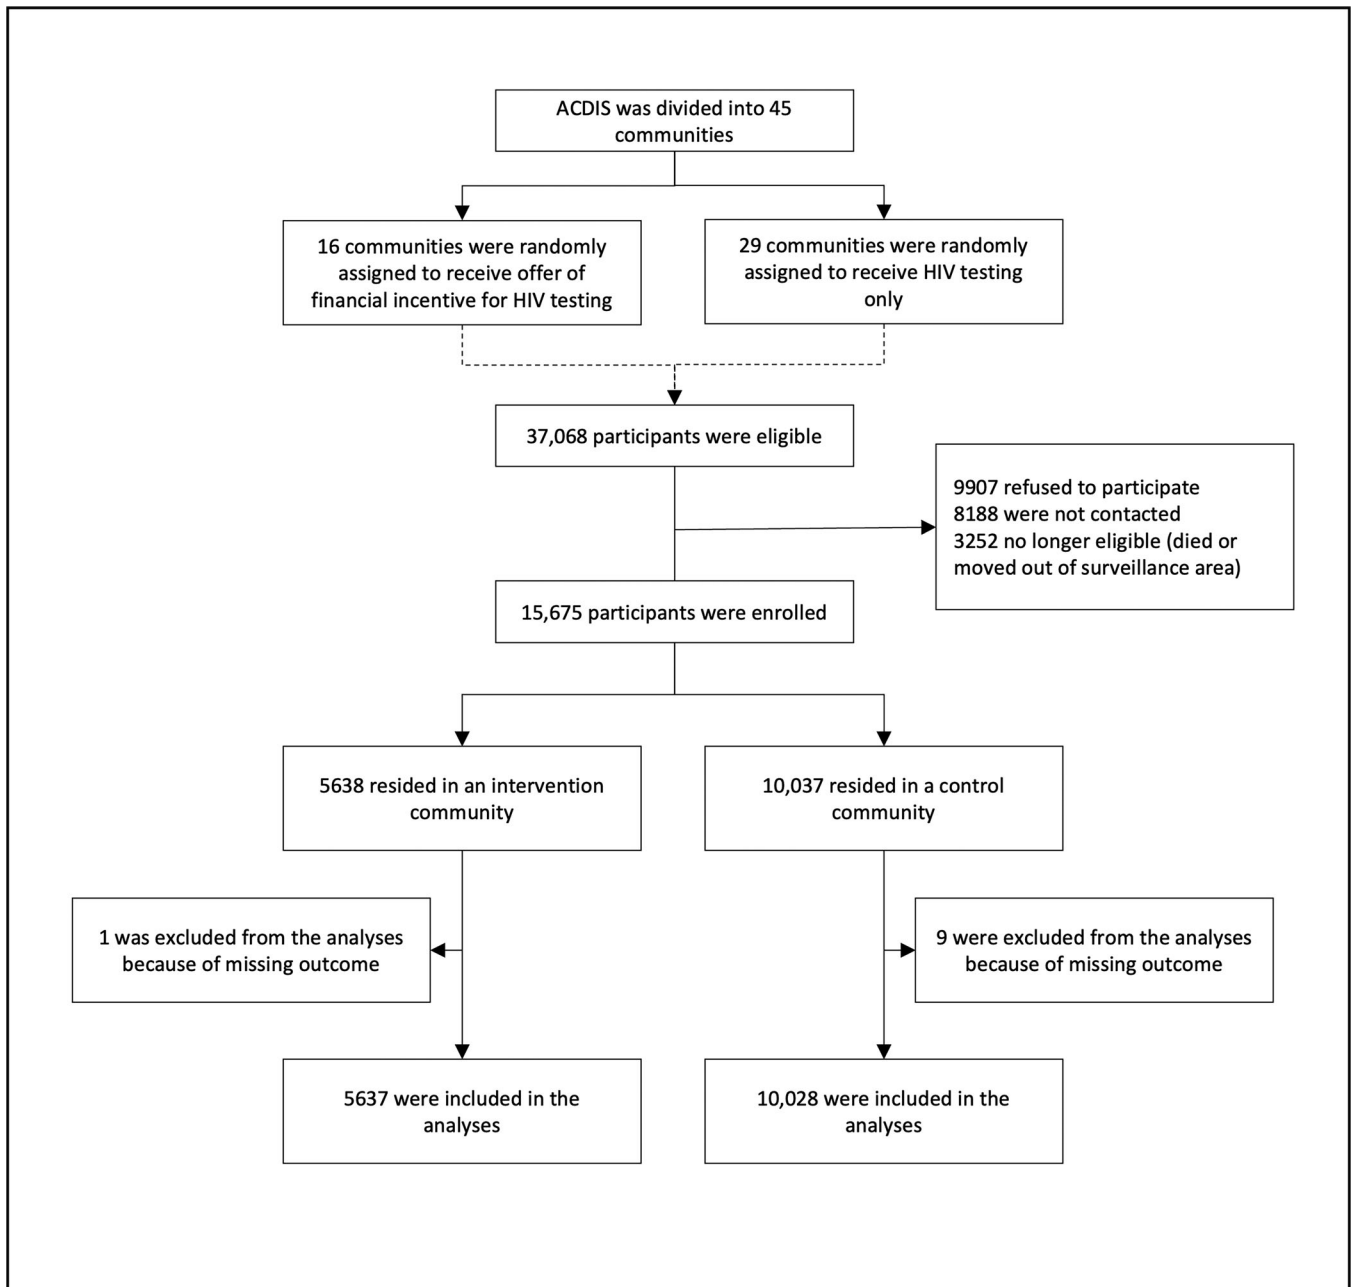 ACDIS was divided into 45
communities
16 communities were randomly
assigned to receive offer of
financial incentive for HIV testing
29 communities were randomly
assigned to receive HIV testing
only
37,068 participants were eligible
9907 refused to participate
8188 were not contacted
3252 no longer eligible (died or
moved out of surveillance area)
15,675 participants were enrolled
5638 resided in an intervention
community
10,037 resided in a control
community
1 was excluded from the analyses
because of missing outcome
9 were excluded from the analyses
because of missing outcome
5637 were included in the
analyses
10,028 were included in the
analyses